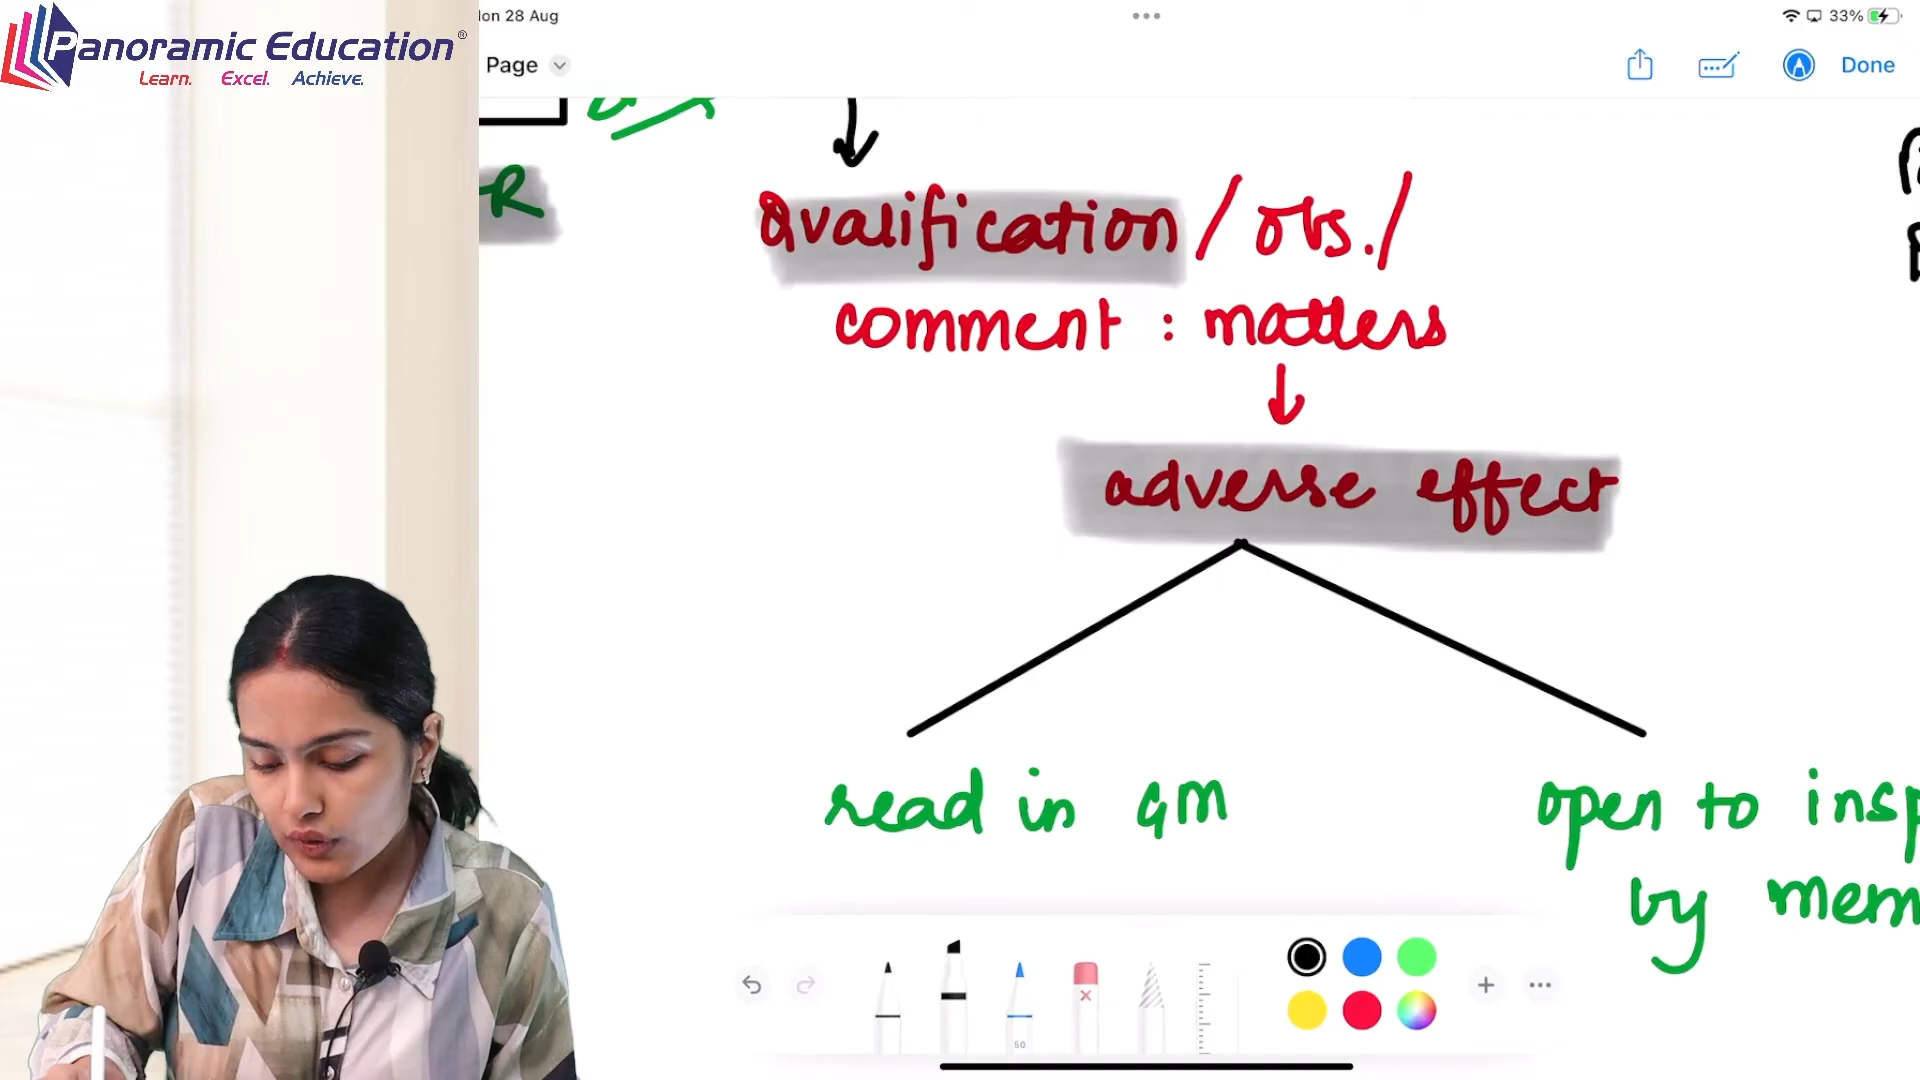 Mon 28 Aug
33%
Panoramic Education®
Learn. Excel. Achieve.
Page
Done
R
Qualification / obs. /
comment : matters
adverse effect
read in GM
open to insp
by mem
50